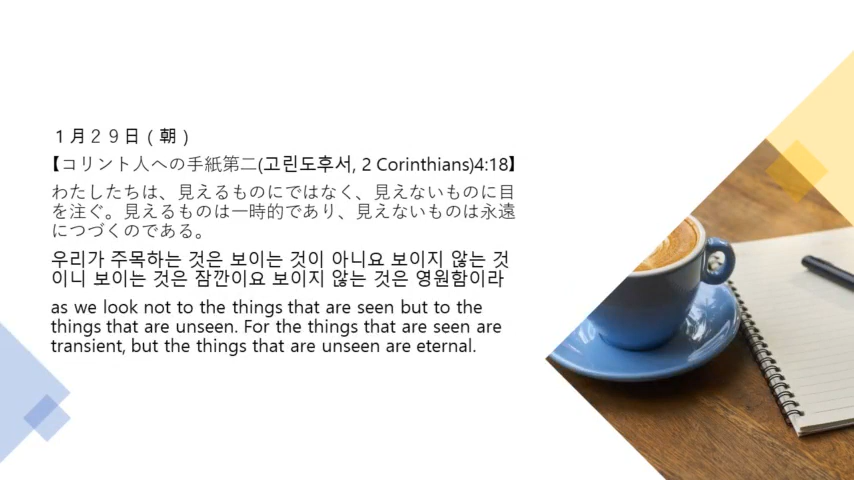 １月２９日（朝）
【コリント人への手紙第二(고린도후서, 2 Corinthians)4:18】
わたしたちは、見えるものにではなく、見えないものに目
を注ぐ。見えるものは一時的であり、見えないものは永遠
につづくのである。
우리가 주목하는 것은 보이는 것이 아니요 보이지 않는 것
이니 보이는 것은 잠깐이요 보이지 않는 것은 영원함이라
as we look not to the things that are seen but to the
things that are unseen. For the things that are seen are
transient, but the things that are unseen are eternal.